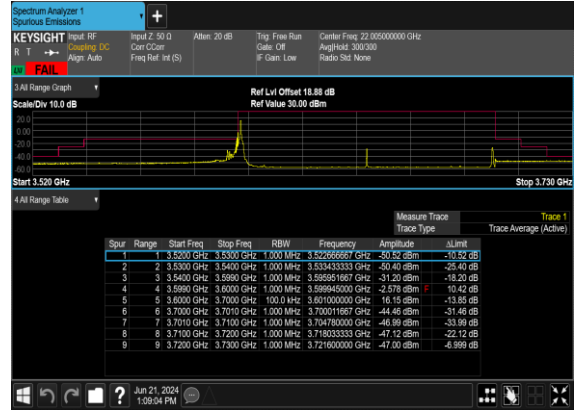 Spectrum Analyzer 1
Spurious Emissions
KEYSIGHT Input: RF Input Z: 50 Ω Atten: 20 dB Trig: Free Run Center Freq: 22.005000000 GHz
R T Coupling: DC Corr CCorr Gate: Off Avg|Hold: 300/300
Align: Auto Freq Ref: Int (S) IF Gain: Low Radio Std: None
LV FAIL
3 All Range Graph
Ref Lvl Offset 18.88 dB
Scale/Div 10.0 dB Ref Value 30.00 dBm
20.0
0.00
-20.0
-40.0
-60.0
Start 3.520 GHz Stop 3.730 GHz
4 All Range Table
Measure Trace Trace 1
Trace Type Trace Average (Active)
Spur Range Start Freq Stop Freq RBW Frequency Amplitude ΔLimit
1 1 3.5200 GHz 3.5300 GHz 1.000 MHz 3.522666667 GHz -50.52 dBm -10.52 dB
2 2 3.5300 GHz 3.5400 GHz 1.000 MHz 3.533433333 GHz -50.40 dBm -25.40 dB
3 3 3.5400 GHz 3.5990 GHz 1.000 MHz 3.595951667 GHz -31.20 dBm -18.20 dB
4 4 3.5990 GHz 3.6000 GHz 1.000 MHz 3.599945000 GHz -2.578 dBm F 10.42 dB
5 5 3.6000 GHz 3.7000 GHz 100.0 kHz 3.601000000 GHz 16.15 dBm -13.85 dB
6 6 3.7000 GHz 3.7010 GHz 1.000 MHz 3.700011667 GHz -44.46 dBm -31.46 dB
7 7 3.7010 GHz 3.7100 GHz 1.000 MHz 3.704780000 GHz -46.99 dBm -33.99 dB
8 8 3.7100 GHz 3.7200 GHz 1.000 MHz 3.718033333 GHz -47.12 dBm -22.12 dB
9 9 3.7200 GHz 3.7300 GHz 1.000 MHz 3.721600000 GHz -47.00 dBm -6.999 dB
Jun 21, 2024
1:09:04 PM